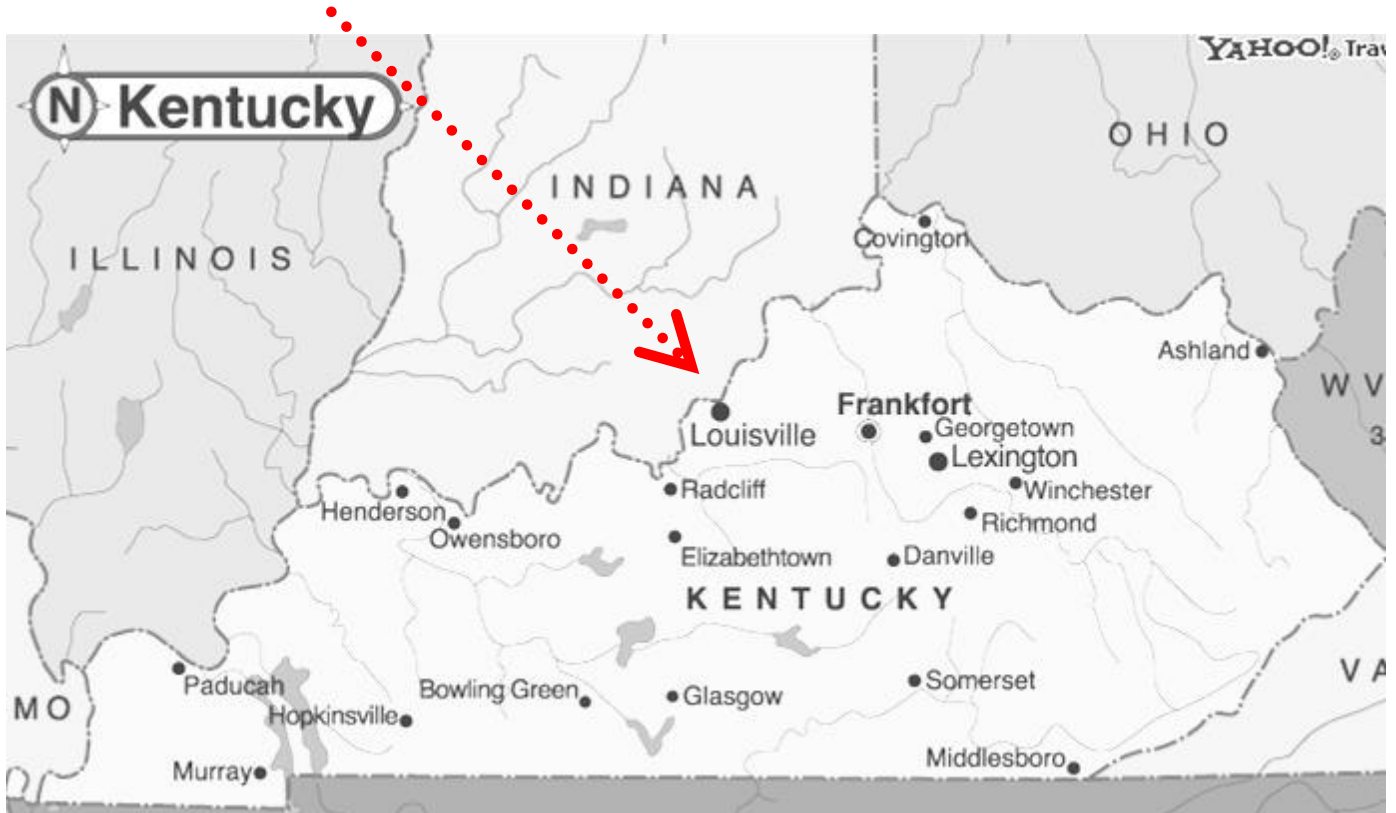 YAHOO!® Trav
N Kentucky
OHIO
INDIANA
Covington
ILLINOIS
Ashland
W V
Frankfort
Georgetown
Louisville
Lexington
Radcliff
Winchester
Henderson
Richmond
Owensboro
Elizabethtown
Danville
KENTUCKY
Paducah
Bowling Green
Glasgow
Somerset
VA
MO
Hopkinsville
Murray
Middlesboro